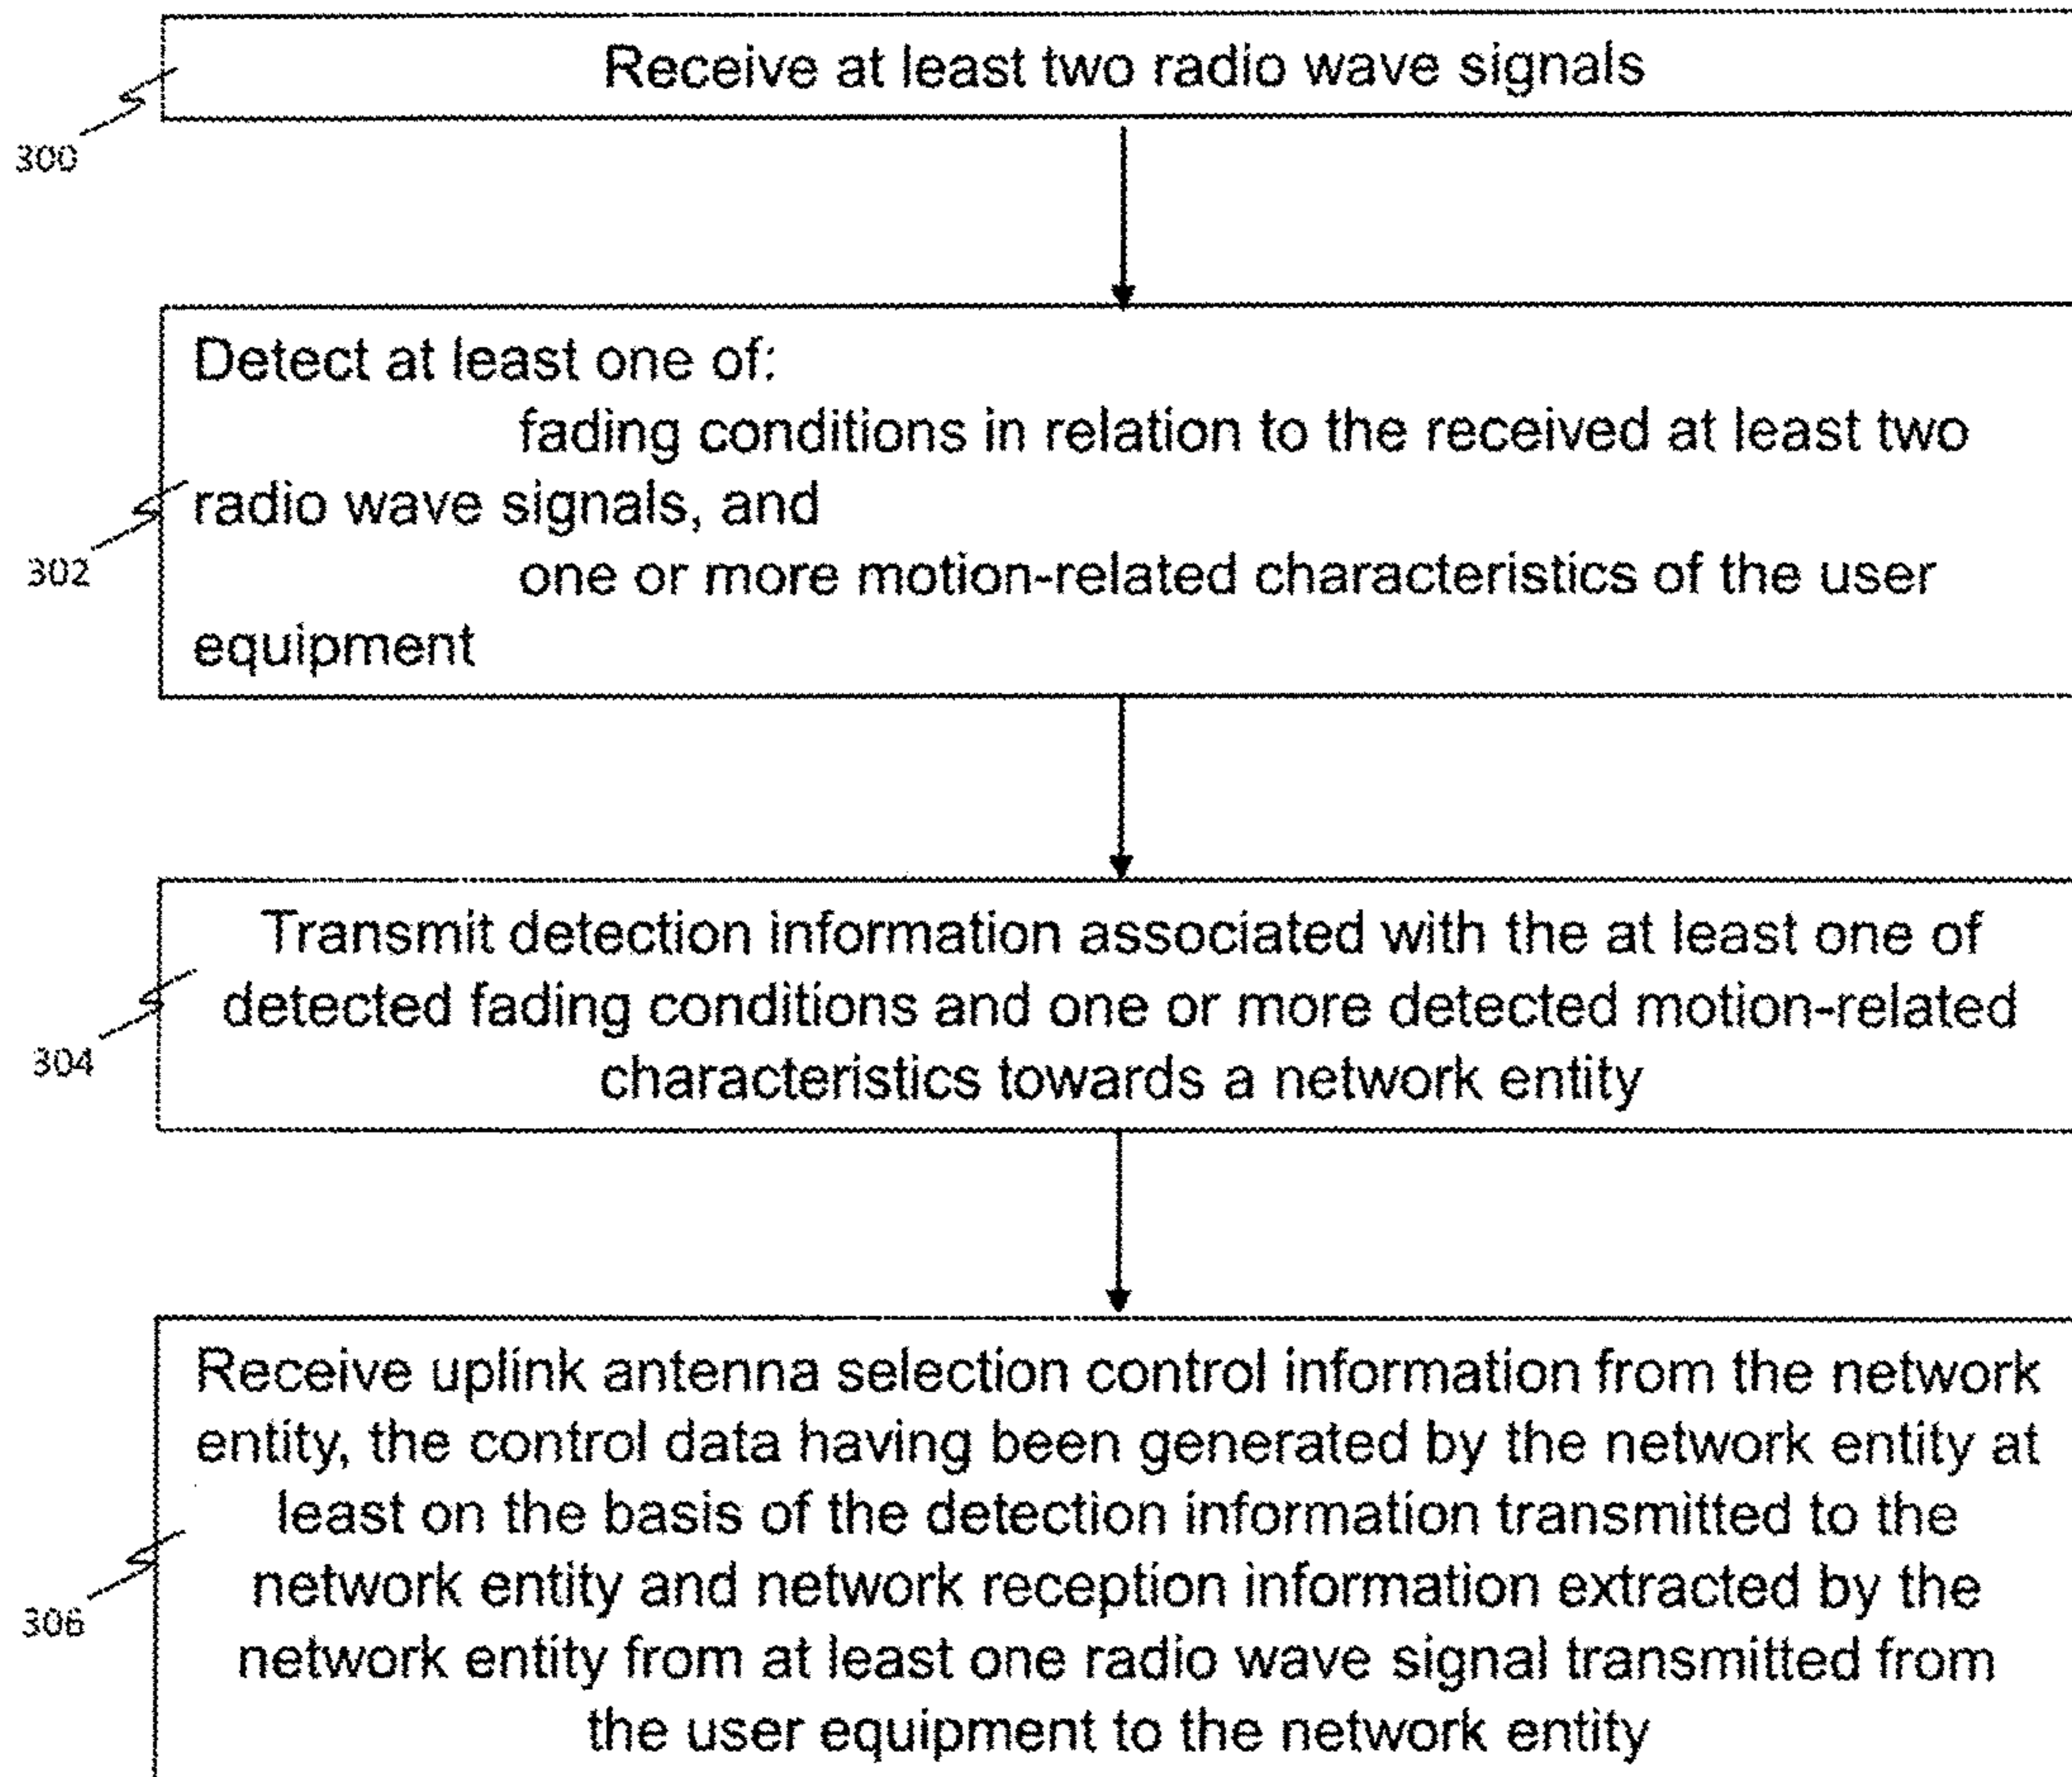 Receive at least two radio wave signals
300
Detect at least one of:
fading conditions in relation to the received at least two
radio wave signals, and
one or more motion-related characteristics of the user
equipment
302
Transmit detection information associated with the at least one of
detected fading conditions and one or more detected motion-related
characteristics towards a network entity
304
Receive uplink antenna selection control information from the network
entity, the control data having been generated by the network entity at
least on the basis of the detection information transmitted to the
network entity and network reception information extracted by the
network entity from at least one radio wave signal transmitted from
the user equipment to the network entity
306